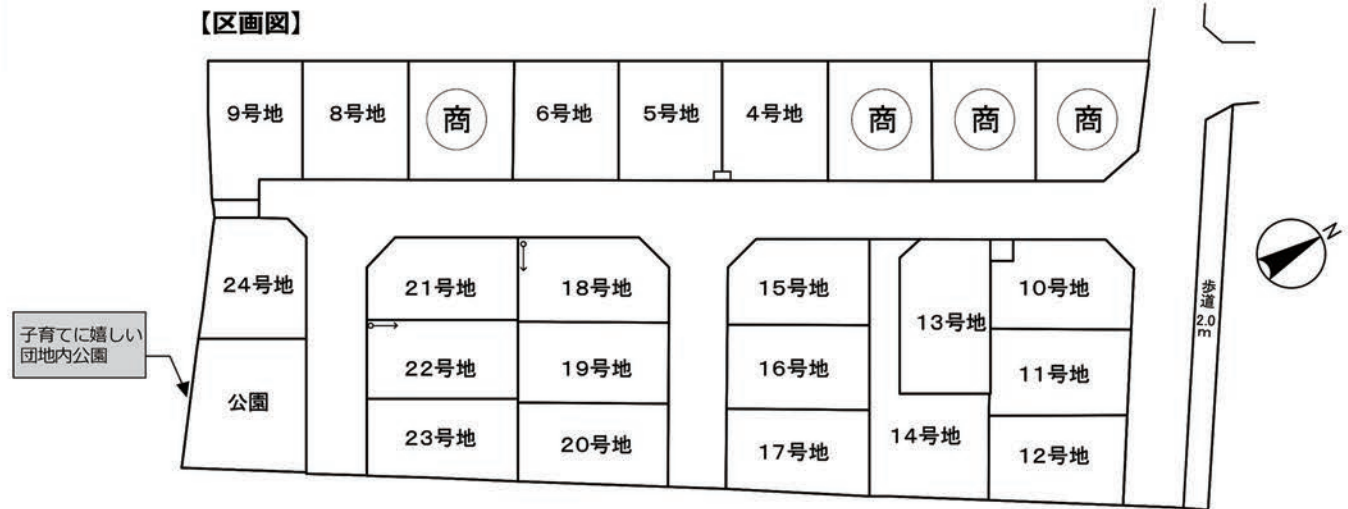 【区画図】
9号地
8号地
商
6号地
5号地
4号地
商
商
商
N
24号地
21号地
18号地
15号地
13号地
10号地
歩道
2.0
m
子育てに嬉しい
団地内公園
22号地
19号地
16号地
11号地
公園
23号地
20号地
17号地
14号地
12号地